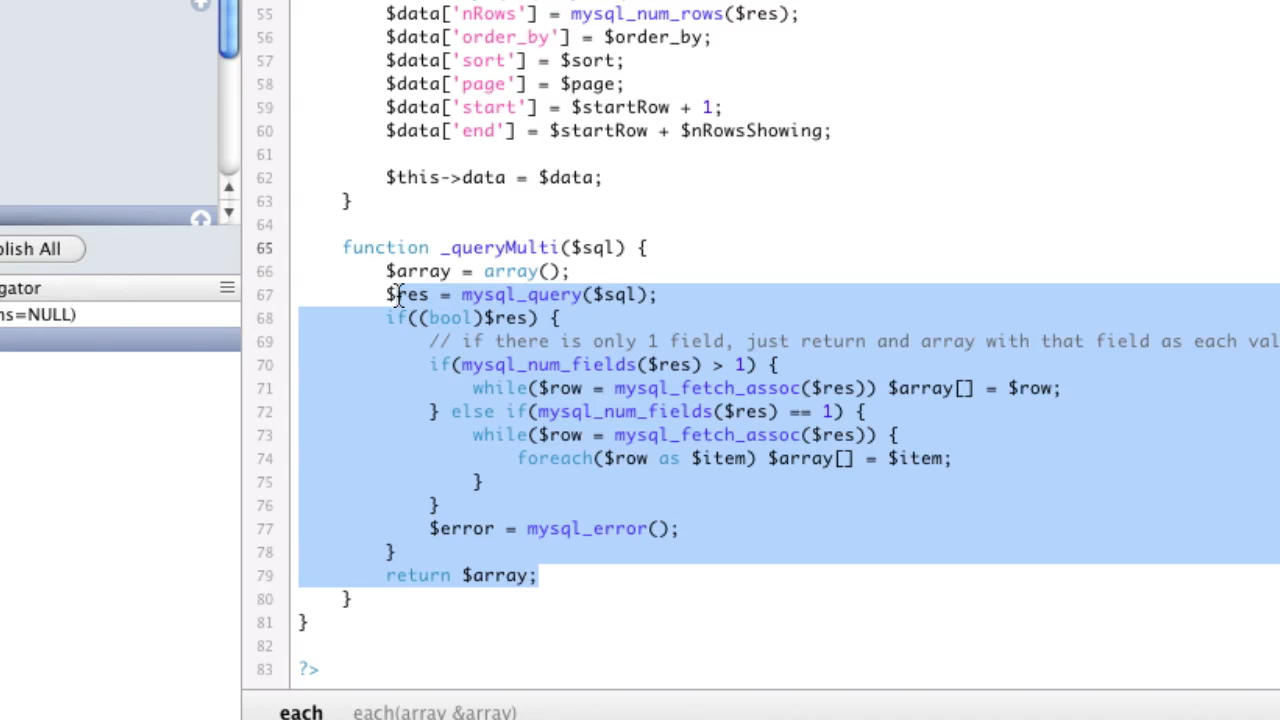 55 $data['nRows'] = mysql_num_rows($res);
56 $data['order_by'] = $order_by;
57 $data['sort'] = $sort;
58 $data['page'] = $page;
59 $data['start'] = $startRow + 1;
60 $data['end'] = $startRow + $nRowsShowing;
61
62 $this->data = $data;
63 }
64
65 function _queryMulti($sql) {
66 $array = array();
67 $res = mysql_query($sql);
68 if((bool)$res) {
69 // if there is only 1 field, just return and array with that field as each val
70 if(mysql_num_fields($res) > 1) {
71 while($row = mysql_fetch_assoc($res)) $array[] = $row;
72 } else if(mysql_num_fields($res) == 1) {
73 while($row = mysql_fetch_assoc($res)) {
74 foreach($row as $item) $array[] = $item;
75 }
76 }
77 $error = mysql_error();
78 }
79 return $array;
80 }
81 }
82
83 ?>
blish All
gator
ns=NULL)
each each(array &array)